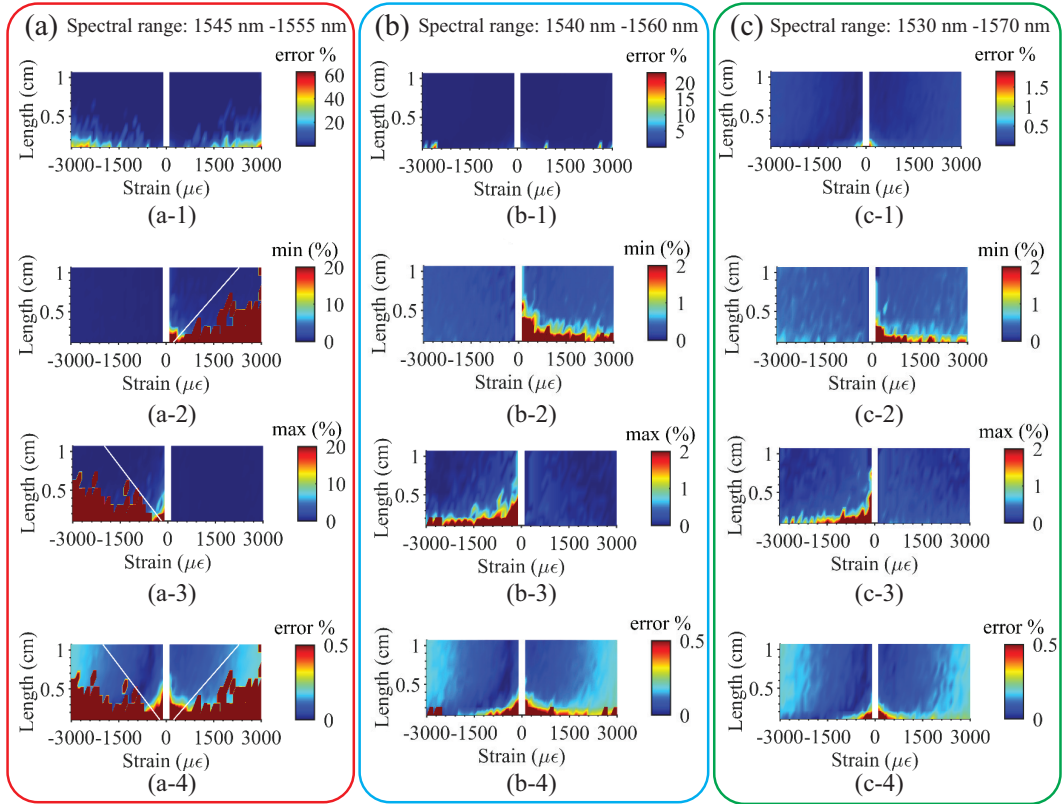 (a) Spectral range: 1545 nm -1555 nm
error %
60
40
20
Length (cm)
1
0.5
-3000-1500 0 1500 3000
Strain (με)
(a-1)
min (%)
20
10
0
Length (cm)
1
0.5
-3000-1500 0 1500 3000
Strain (με)
(a-2)
max (%)
20
10
0
Length (cm)
1
0.5
-3000-1500 0 1500 3000
Strain (με)
(a-3)
error %
0.5
0
Length (cm)
1
0.5
-3000-1500 0 1500 3000
Strain (με)
(a-4)
(b) Spectral range: 1540 nm -1560 nm
error %
20
15
10
5
Length (cm)
1
0.5
-3000-1500 0 1500 3000
Strain (με)
(b-1)
min (%)
2
1
0
Length (cm)
1
0.5
-3000-1500 0 1500 3000
Strain (με)
(b-2)
max (%)
2
1
0
Length (cm)
1
0.5
-3000-1500 0 1500 3000
Strain (με)
(b-3)
error %
0.5
0
Length (cm)
1
0.5
-3000-1500 0 1500 3000
Strain (με)
(b-4)
(c) Spectral range: 1530 nm -1570 nm
error %
1.5
1
0.5
Length (cm)
1
0.5
-3000-1500 0 1500 3000
Strain (με)
(c-1)
min (%)
2
1
0
Length (cm)
1
0.5
-3000-1500 0 1500 3000
Strain (με)
(c-2)
max (%)
2
1
0
Length (cm)
1
0.5
-3000-1500 0 1500 3000
Strain (με)
(c-3)
error %
0.5
0
Length (cm)
1
0.5
-3000-1500 0 1500 3000
Strain (με)
(c-4)